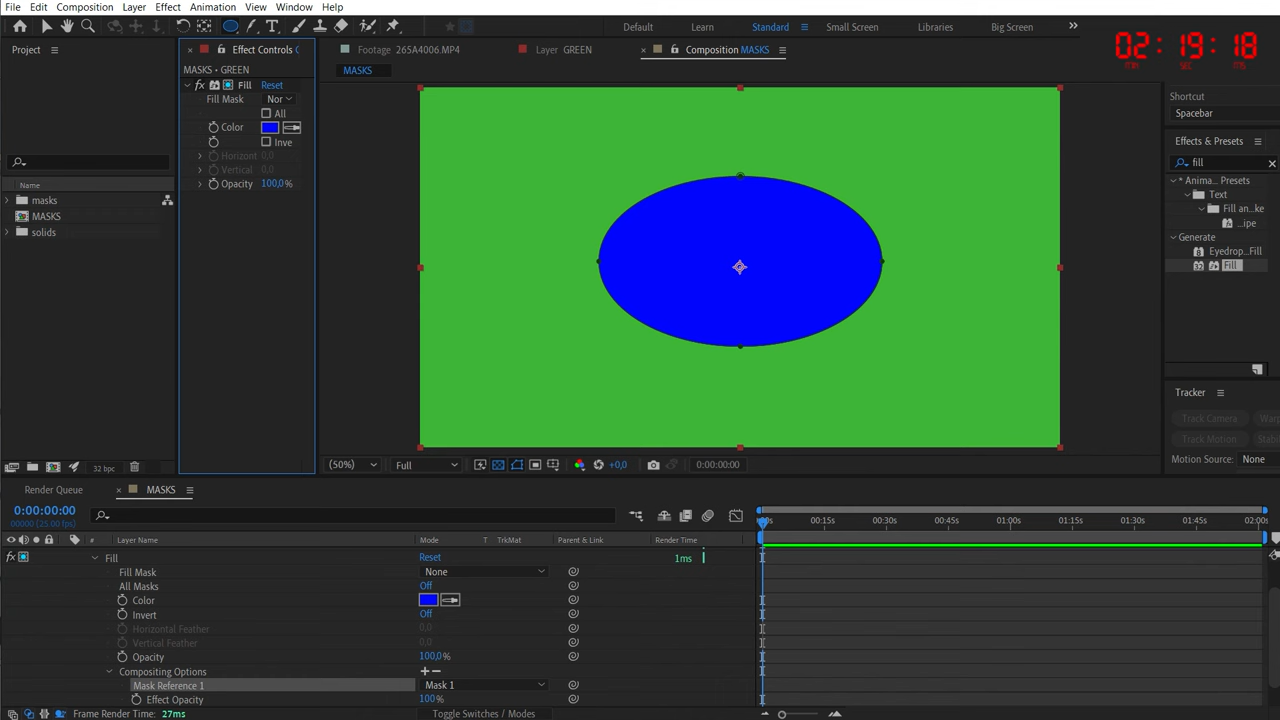 File Edit Composition Layer Effect Animation View Window Help
Default Learn Standard Small Screen Libraries Big Screen
02:19:18
MIN SEC MS
Project
Effect Controls
Footage 265A4006.MP4
Layer GREEN
Composition MASKS
MASKS • GREEN
MASKS
fx Fill Reset
Fill Mask Nor
All
Color
Inve
Horizont 0,0
Vertical 0,0
Opacity 100,0 %
Name
masks
MASKS
solids
32 bpc
Shortcut
Spacebar
Effects & Presets
fill
* Anima... Presets
Text
Fill an...ke
...ipe
Generate
Eyedrop...Fill
32 Fill
Tracker
Track Camera
Track Motion
Motion Source: None
(50%) Full +0,0 0:00:00:00
Render Queue MASKS
0:00:00:00
00000 (25.00 fps)
00s 00:15s 00:30s 00:45s 01:00s 01:15s 01:30s 01:45s 02:00s
# Layer Name Mode T TrkMat Parent & Link Render Time
fx Fill Reset 1ms
Fill Mask None
All Masks Off
Color
Invert Off
Horizontal Feather 0,0
Vertical Feather 0,0
Opacity 100,0 %
Compositing Options + −
Mask Reference 1 Mask 1
Effect Opacity 100 %
Frame Render Time: 27ms Toggle Switches / Modes